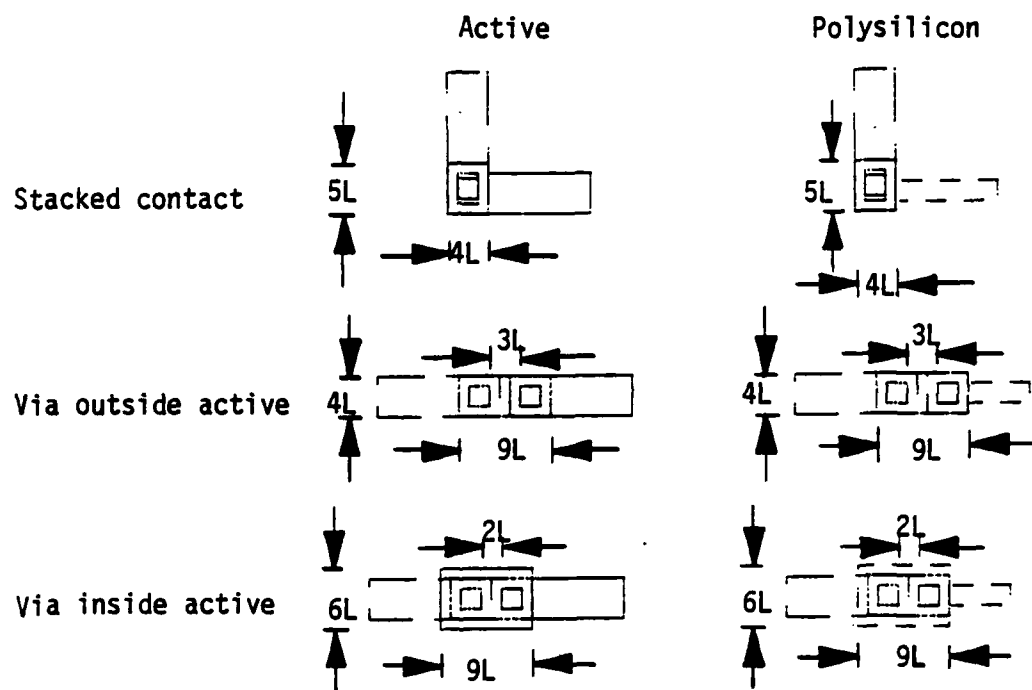 Active Polysilicon
Stacked contact 5L 4L 5L 4L
Via outside active 4L 3L 9L 4L 3L 9L
Via inside active 6L 2L 9L 6L 2L 9L